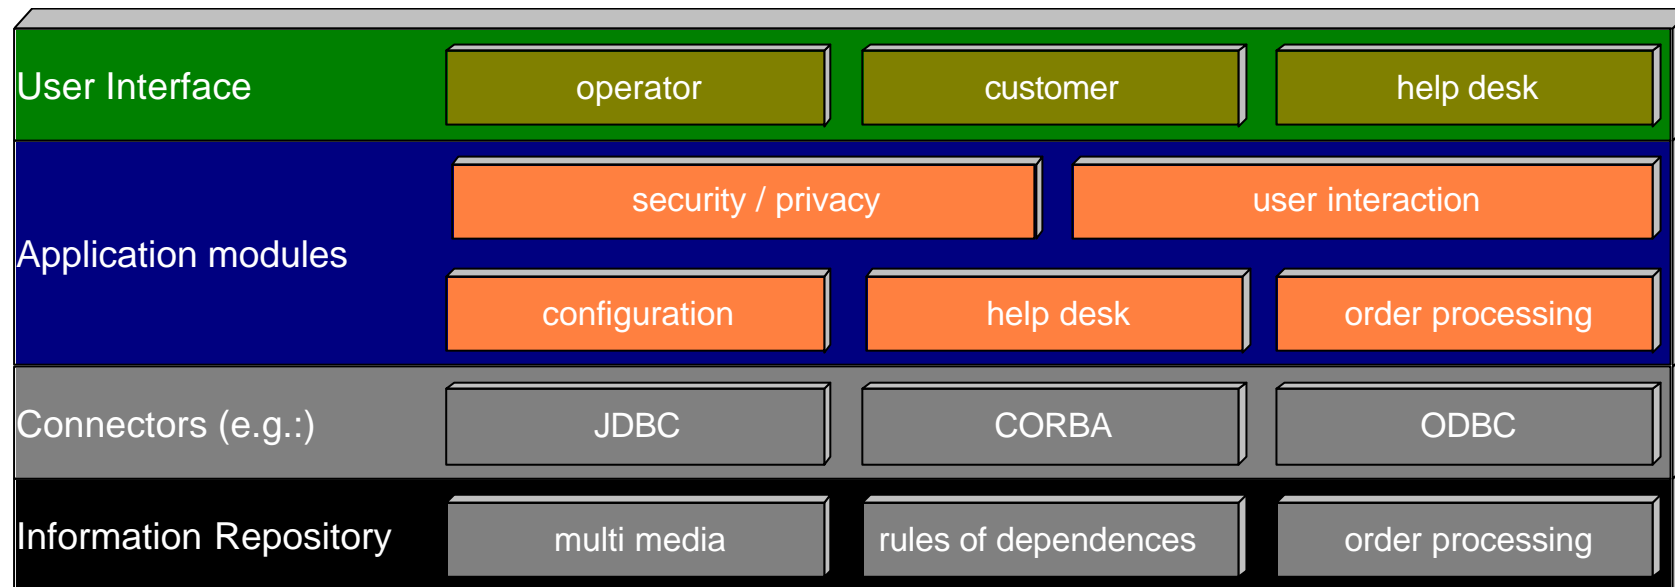 User Interface
operator
customer
help desk
Application modules
security / privacy
user interaction
configuration
help desk
order processing
Connectors (e.g.:)
JDBC
CORBA
ODBC
Information Repository
multi media
rules of dependences
order processing